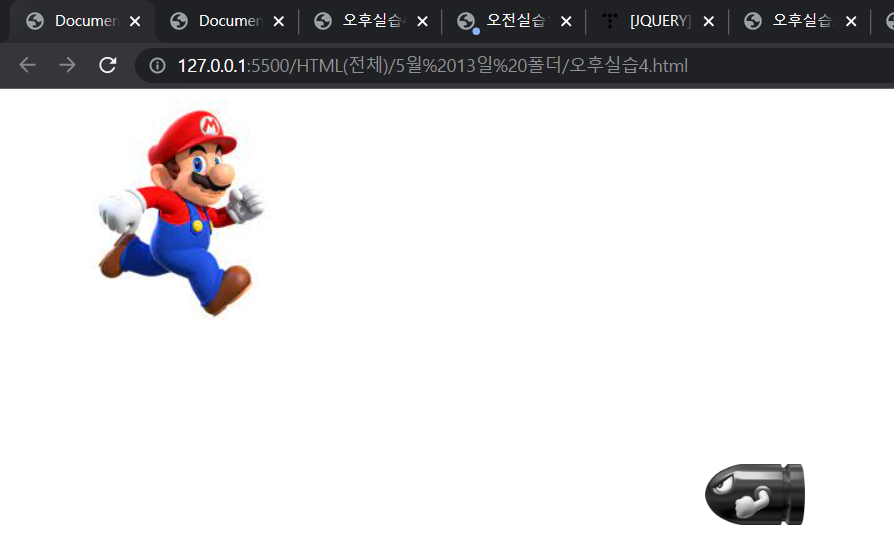 Documen
Documen
오후실습
오전실습
[JQUERY]
오후실습
127.0.0.1:5500/HTML(전체)/5월%2013일%20폴더/오후실습4.html
M